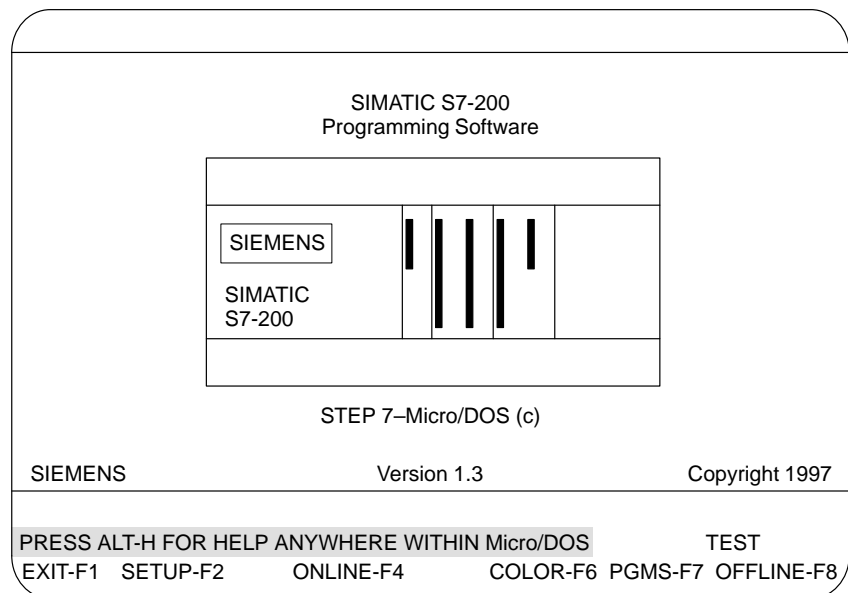 SIMATIC S7-200
Programming Software
SIEMENS
SIMATIC
S7-200
STEP 7–Micro/DOS (c)
SIEMENS Version 1.3 Copyright 1997
PRESS ALT-H FOR HELP ANYWHERE WITHIN Micro/DOS TEST
EXIT-F1 SETUP-F2 ONLINE-F4 COLOR-F6 PGMS-F7 OFFLINE-F8